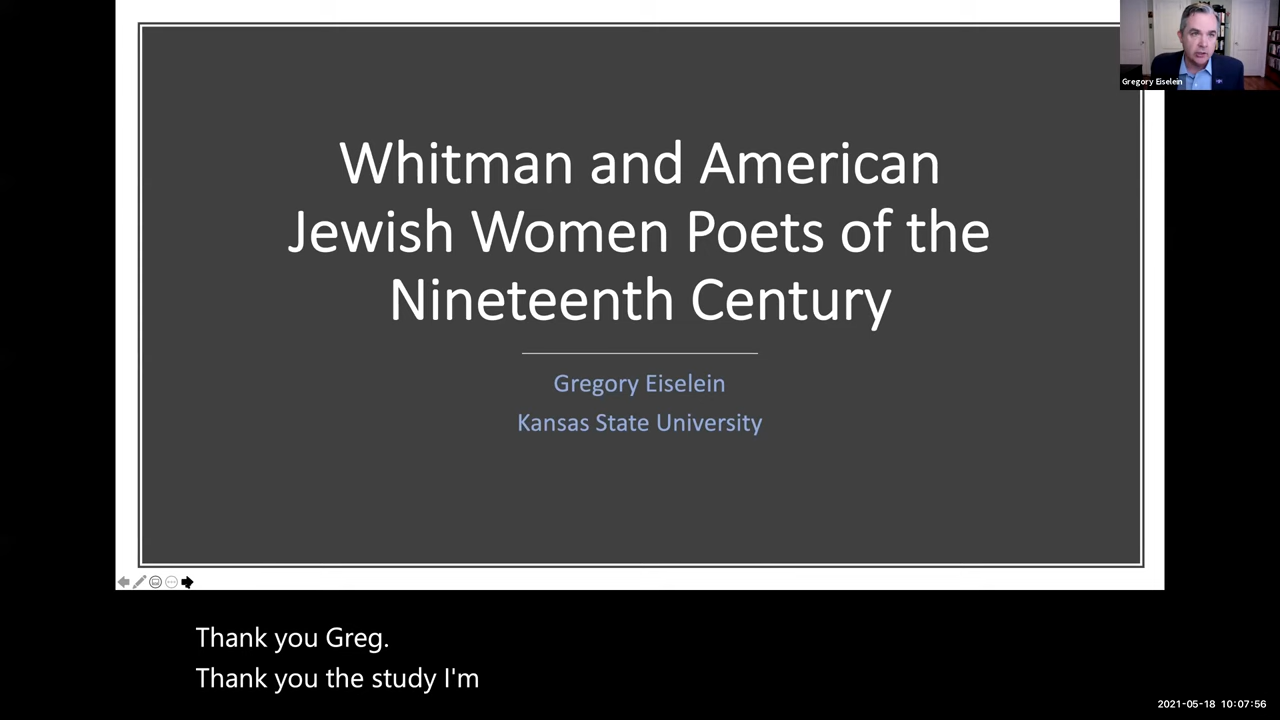 Whitman and American
Jewish Women Poets of the
Nineteenth Century
Gregory Eiselein
Kansas State University
Gregory Eiselein
Thank you Greg.
Thank you the study I'm
2021-05-18 10:07:56